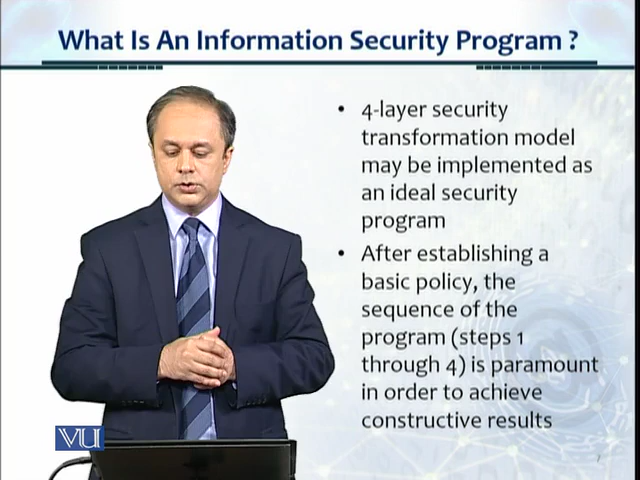 What Is An Information Security Program ?
• 4-layer security
transformation model
may be implemented as
an ideal security
program
• After establishing a
basic policy, the
sequence of the
program (steps 1
through 4) is paramount
in order to achieve
constructive results
VU
7